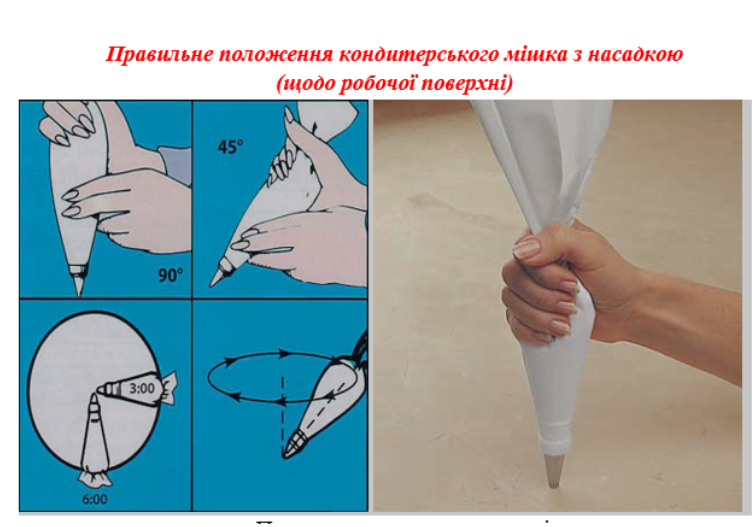 Правильне положення кондитерського мішка з насадкою
(щодо робочої поверхні)
45°
90°
3:00
6:00